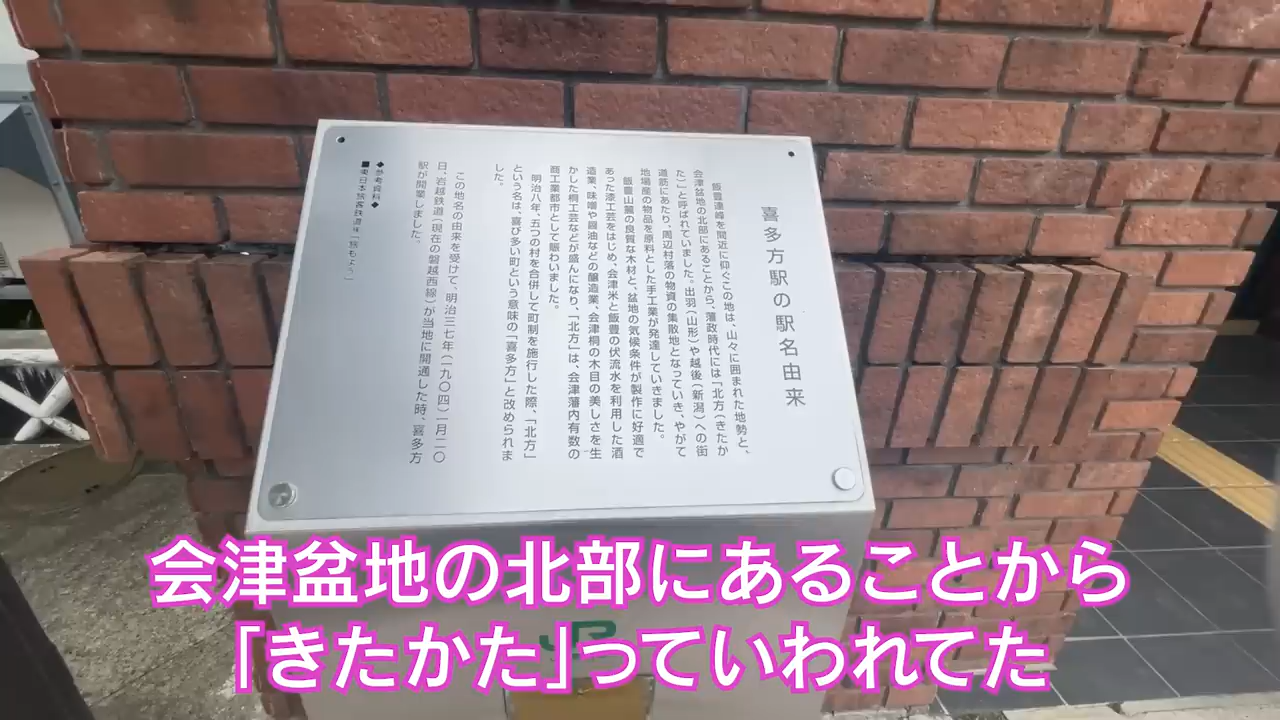 喜多方駅の駅名由来
飯豊連峰を間近に仰ぐこの地は、山々に囲まれた地勢と、
会津盆地の北部にあることから、藩政時代には「北方(きたか
た)」と呼ばれていました。出羽(山形)や越後(新潟)への街
道筋にあたり、周辺村落の物資の集散地となっていき、やがて
地場産の物品を原料とした手工業が発達していきました。
飯豊山麓の良質な木材と、盆地の気候条件が製作に好適で
あった漆工芸をはじめ、会津米と飯豊の伏流水を利用した酒
造業、味噌や醤油などの醸造業、会津桐の木目の美しさを生
かした桐工芸などが盛んになり、「北方」は、会津藩内有数の
商工業都市として賑わいました。
明治八年、五つの村を合併して町制を施行した際、「北方」
という名は、喜び多い町という意味の「喜多方」と改められま
した。
この地名の由来を受けて、明治三七年(一九〇四)一月二〇
日、岩越鉄道(現在の磐越西線)が当地に開通した時、喜多方
駅が開業しました。
◆参考資料◆
■東日本旅客鉄道㈱「旅もよう」
会津盆地の北部にあることから
「きたかた」っていわれてた
JR